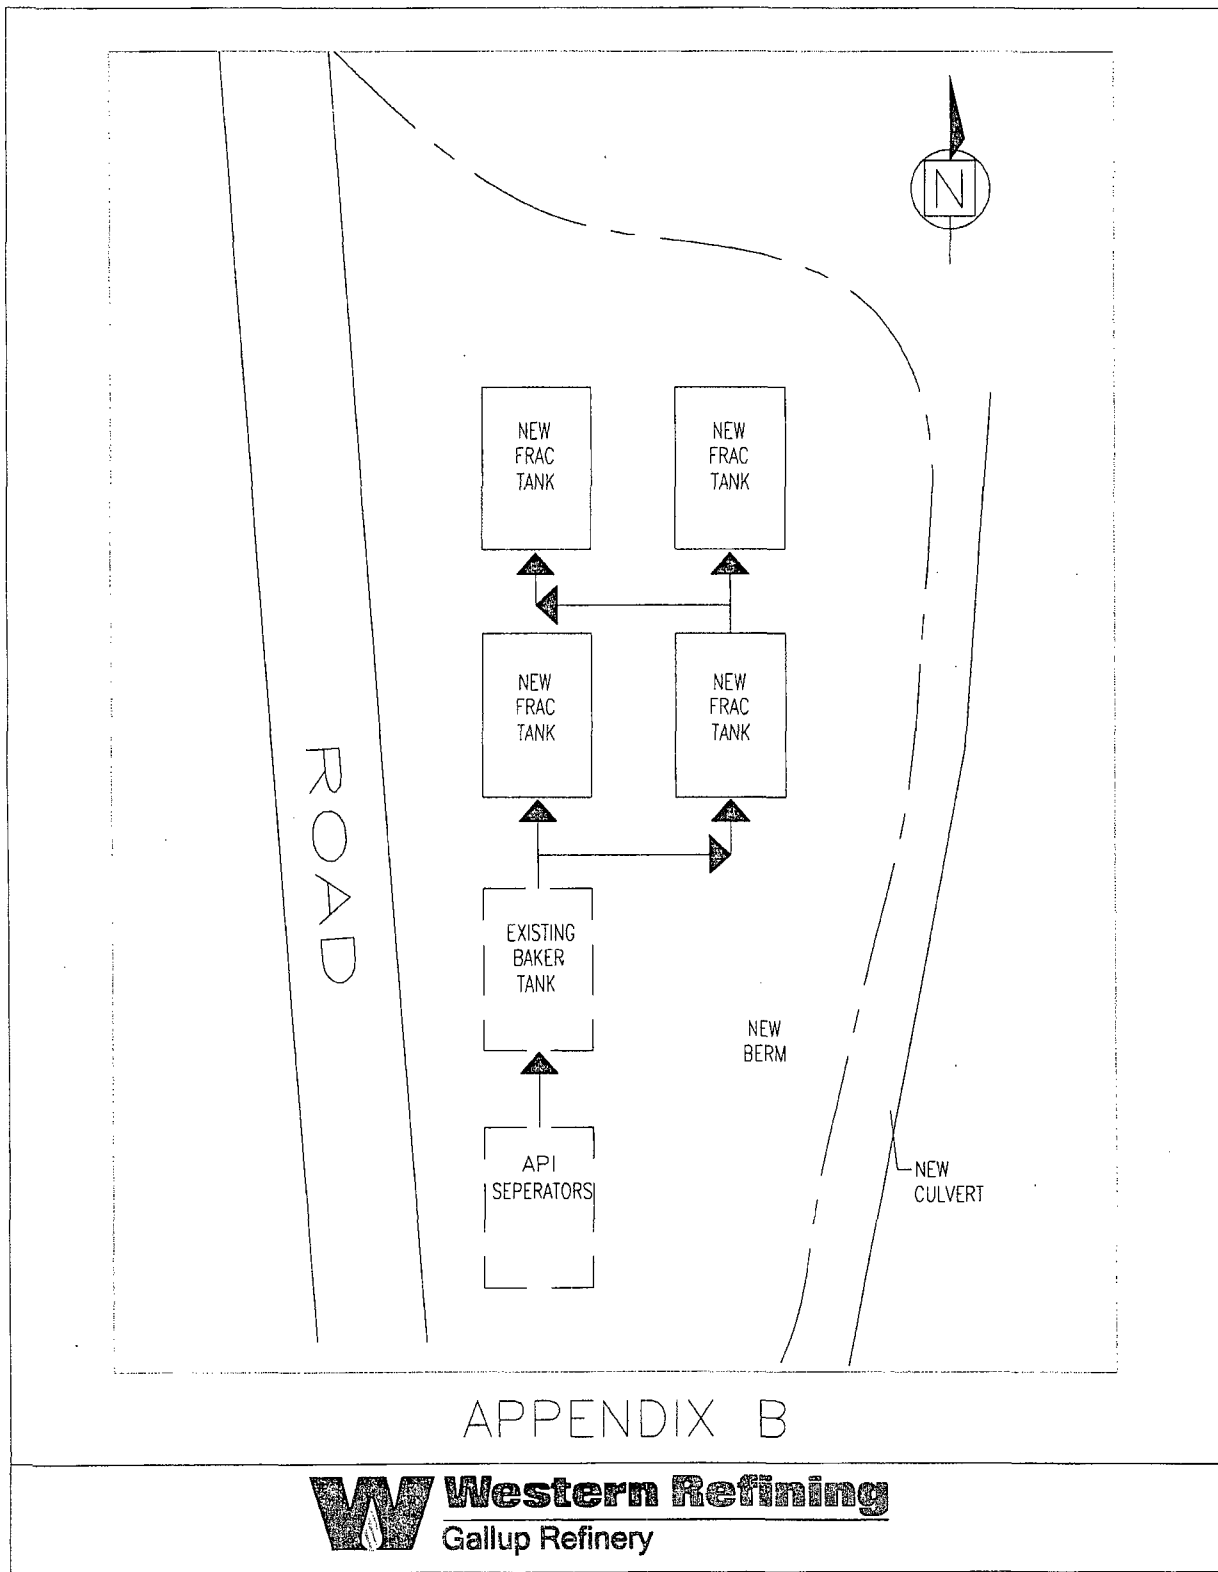 N
NEW
FRAC
TANK
NEW
FRAC
TANK
NEW
FRAC
TANK
NEW
FRAC
TANK
ROAD
EXISTING
BAKER
TANK
NEW
BERM
API
SEPERATORS
NEW
CULVERT
APPENDIX B
W Western Refining
Gallup Refinery